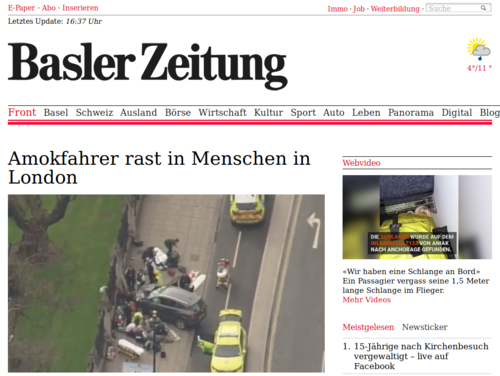 E-Paper · Abo · Inserieren
Immo · Job · Weiterbildung ·
Suche
Letztes Update: 16:37 Uhr
Basler Zeitung
4°/11 °
Front Basel Schweiz Ausland Börse Wirtschaft Kultur Sport Auto Leben Panorama Digital Blog
Amokfahrer rast in Menschen in
London
Webvideo
DIE SCHLANGE WURDE AUF DEM
VON ANIAK
NACH ANCHORAGE GEFUNDEN.
«Wir haben eine Schlange an Bord»
Ein Passagier vergass seine 1,5 Meter
lange Schlange im Flieger.
Mehr Videos
Meistgelesen Newsticker
1. 15-Jährige nach Kirchenbesuch
vergewaltigt – live auf
Facebook